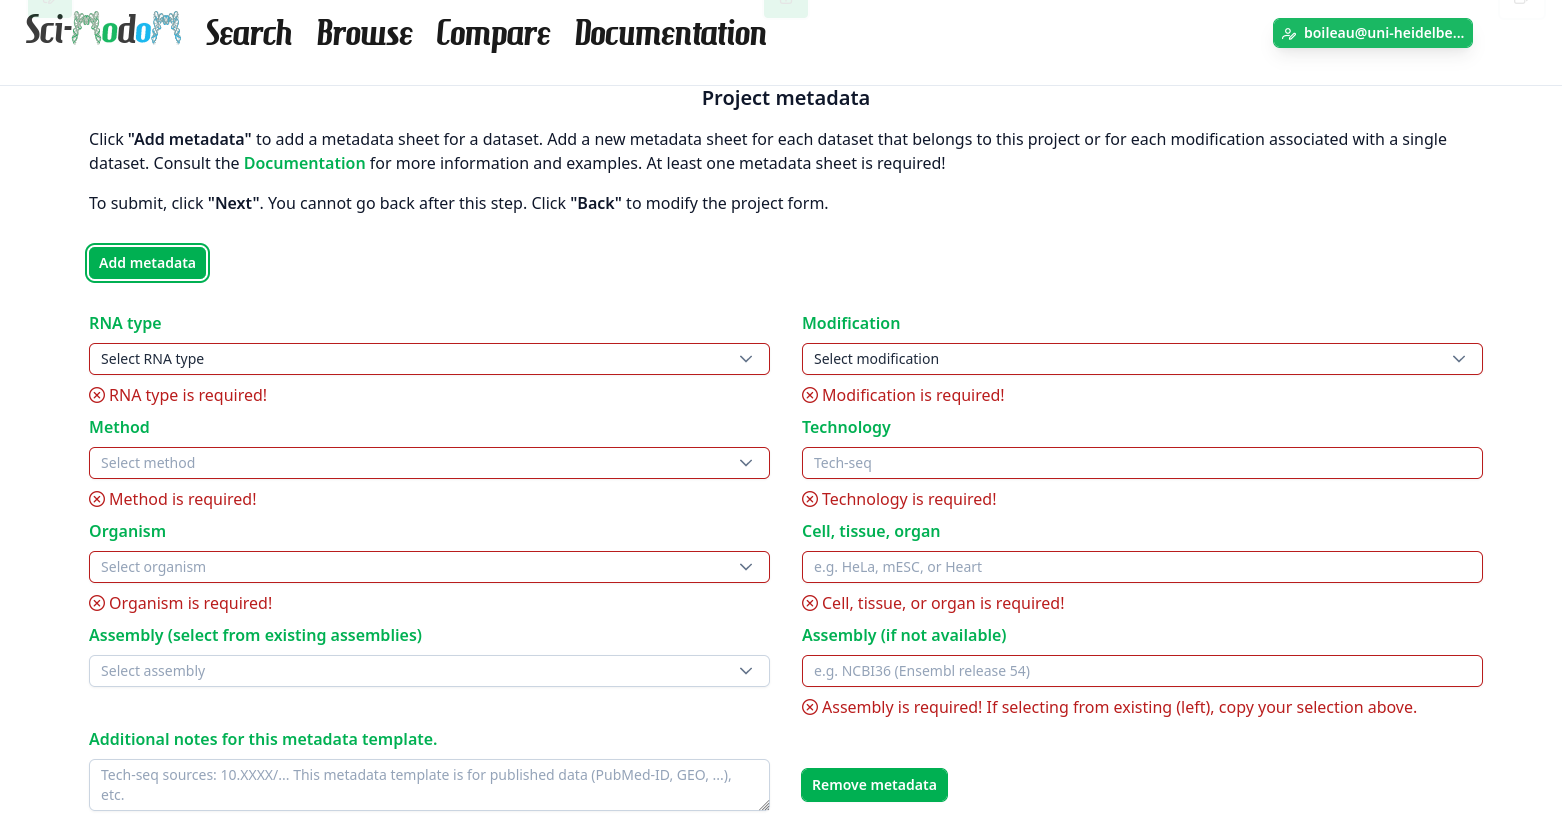 Sci-ModoM Search Browse Compare Documentation boileau@uni-heidelbe...
Project metadata
Click "Add metadata" to add a metadata sheet for a dataset. Add a new metadata sheet for each dataset that belongs to this project or for each modification associated with a single
dataset. Consult the Documentation for more information and examples. At least one metadata sheet is required!
To submit, click "Next". You cannot go back after this step. Click "Back" to modify the project form.
Add metadata
RNA type
Select RNA type
RNA type is required!
Modification
Select modification
Modification is required!
Method
Select method
Method is required!
Technology
Tech-seq
Technology is required!
Organism
Select organism
Organism is required!
Cell, tissue, organ
e.g. HeLa, mESC, or Heart
Cell, tissue, or organ is required!
Assembly (select from existing assemblies)
Select assembly
Assembly (if not available)
e.g. NCBI36 (Ensembl release 54)
Assembly is required! If selecting from existing (left), copy your selection above.
Additional notes for this metadata template.
Tech-seq sources: 10.XXXX/... This metadata template is for published data (PubMed-ID, GEO, ...),
etc.
Remove metadata